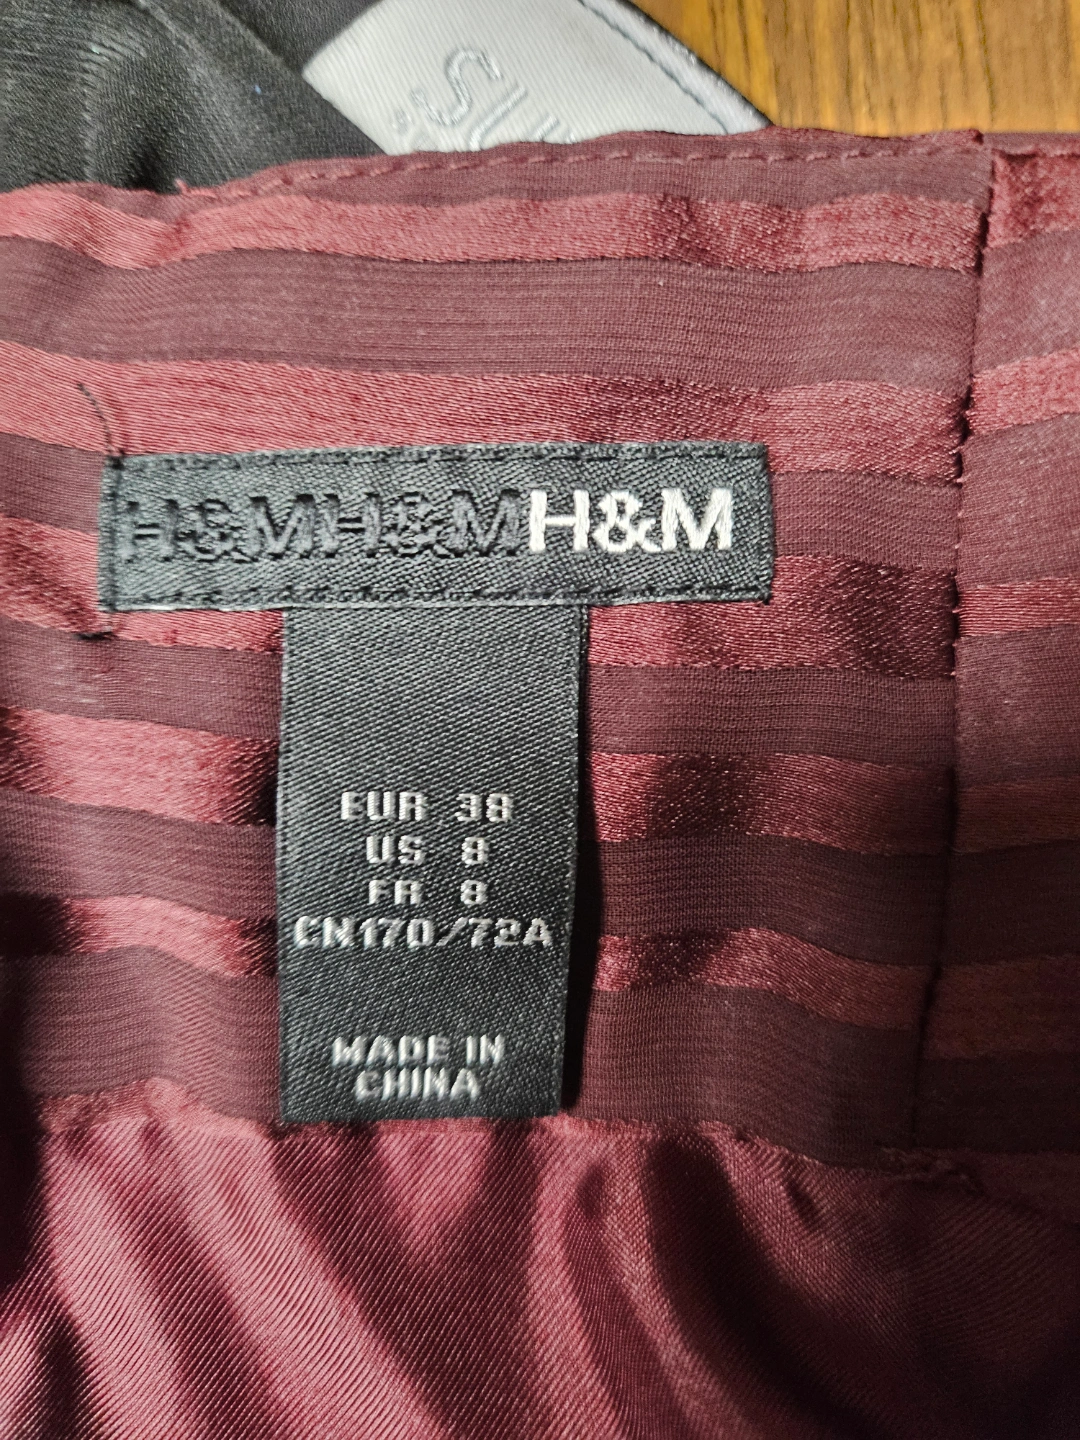 H&MH&MH&M
EUR 38
US 8
FR 8
CN170/72A
MADE IN
CHINA